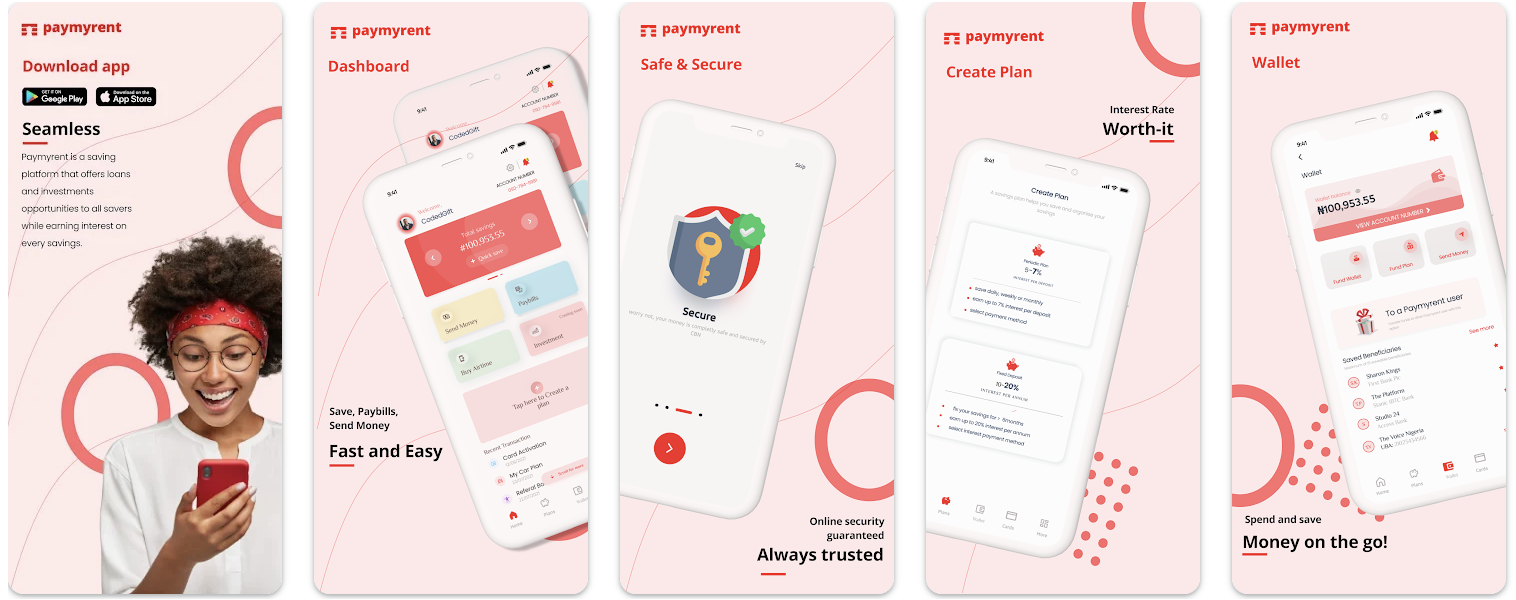 paymyrent
Download app
GET IT ON
Google Play
Download on the
App Store
Seamless
Paymyrent is a saving
platform that offers loans
and investments
opportunities to all savers
while earning interest on
every savings.
paymyrent
Dashboard
9:41
ACCOUNT NUMBER
CodedGift
9:41
ACCOUNT NUMBER
Welcome,
CodedGift
Total savings
₦100,953.55
+ Quick save
Send Money
Paybills
Buy Airtime
Coming soon
Investment
Tap here to Create a
plan
Recent Transaction
Card Activation
My Car Plan
Referal Bo
Home
Plans
Wallet
Save, Paybills,
Send Money
Fast and Easy
paymyrent
Safe & Secure
Skip
Secure
worry not, your money is completly safe and secured by
CBN
Online security
guaranteed
Always trusted
paymyrent
Create Plan
Interest Rate
Worth-it
9:41
Create Plan
A savings plan helps you save and organise your
savings
Periodic Plan
5-7%
INTEREST PER DEPOSIT
save daily, weekly or monthly
earn up to 7% interest per deposit
select payment method
Fixed Deposit
10-20%
INTEREST PER ANNUM
fix your savings for > 6months
earn up to 20% interest per annum
select interest payment method
Plans
Wallet
Cards
More
paymyrent
Wallet
9:41
Wallet
Wallet balance
₦100,953.55
VIEW ACCOUNT NUMBER
Fund Wallet
Fund Plan
Send Money
To a Paymyrent user
Saved Beneficiaries
See more
SK
Sharon Kings
First Bank Plc
The Platform
Stanbic IBTC Bank
S
Studio 24
Access Bank
The Voice Nigeria
UBA:
Home
Plans
Wallet
Cards
Spend and save
Money on the go!